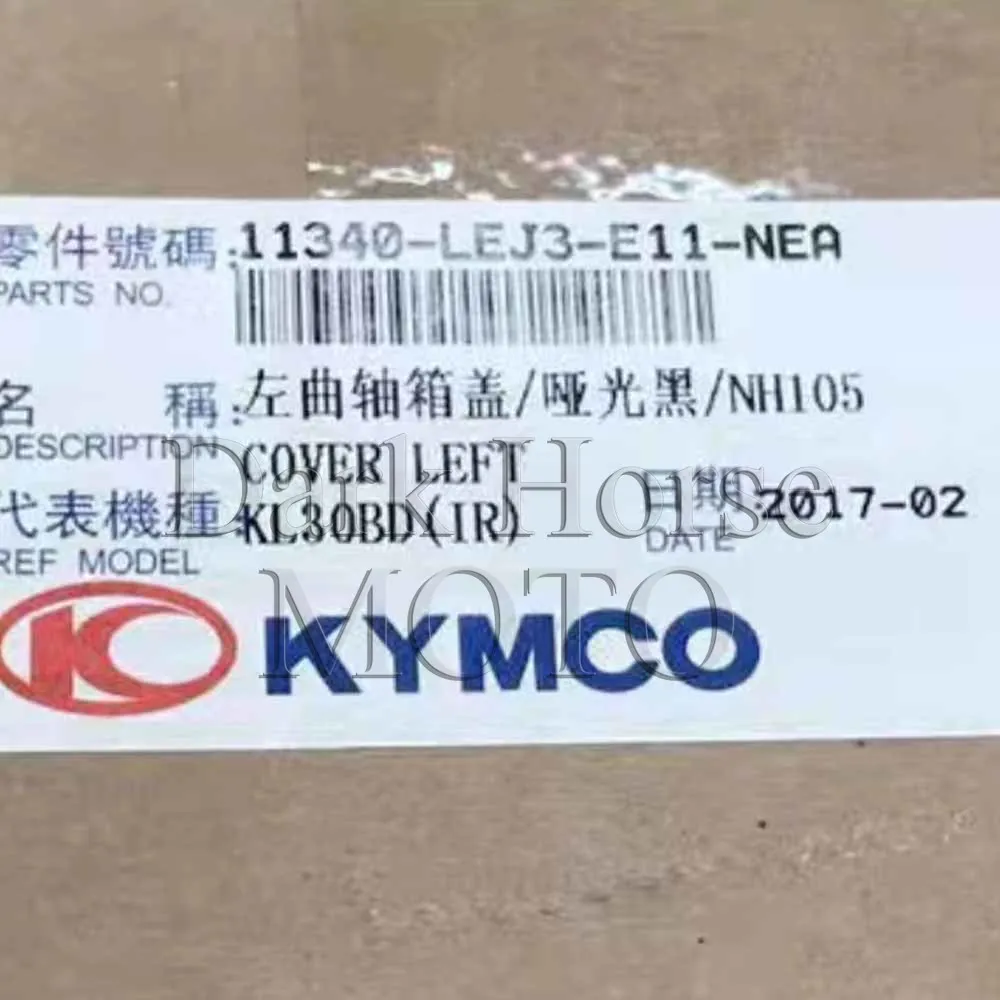 零件號碼:11340-LEJ3-E11-NEA
PARTS NO.
名 稱:左曲轴箱盖/哑光黑/NH105
DESCRIPTION COVER LEFT
代表機種:KL30BD(IR) 日期:2017-02
REF MODEL DATE
KYMCO
Dark Horse
MOTO